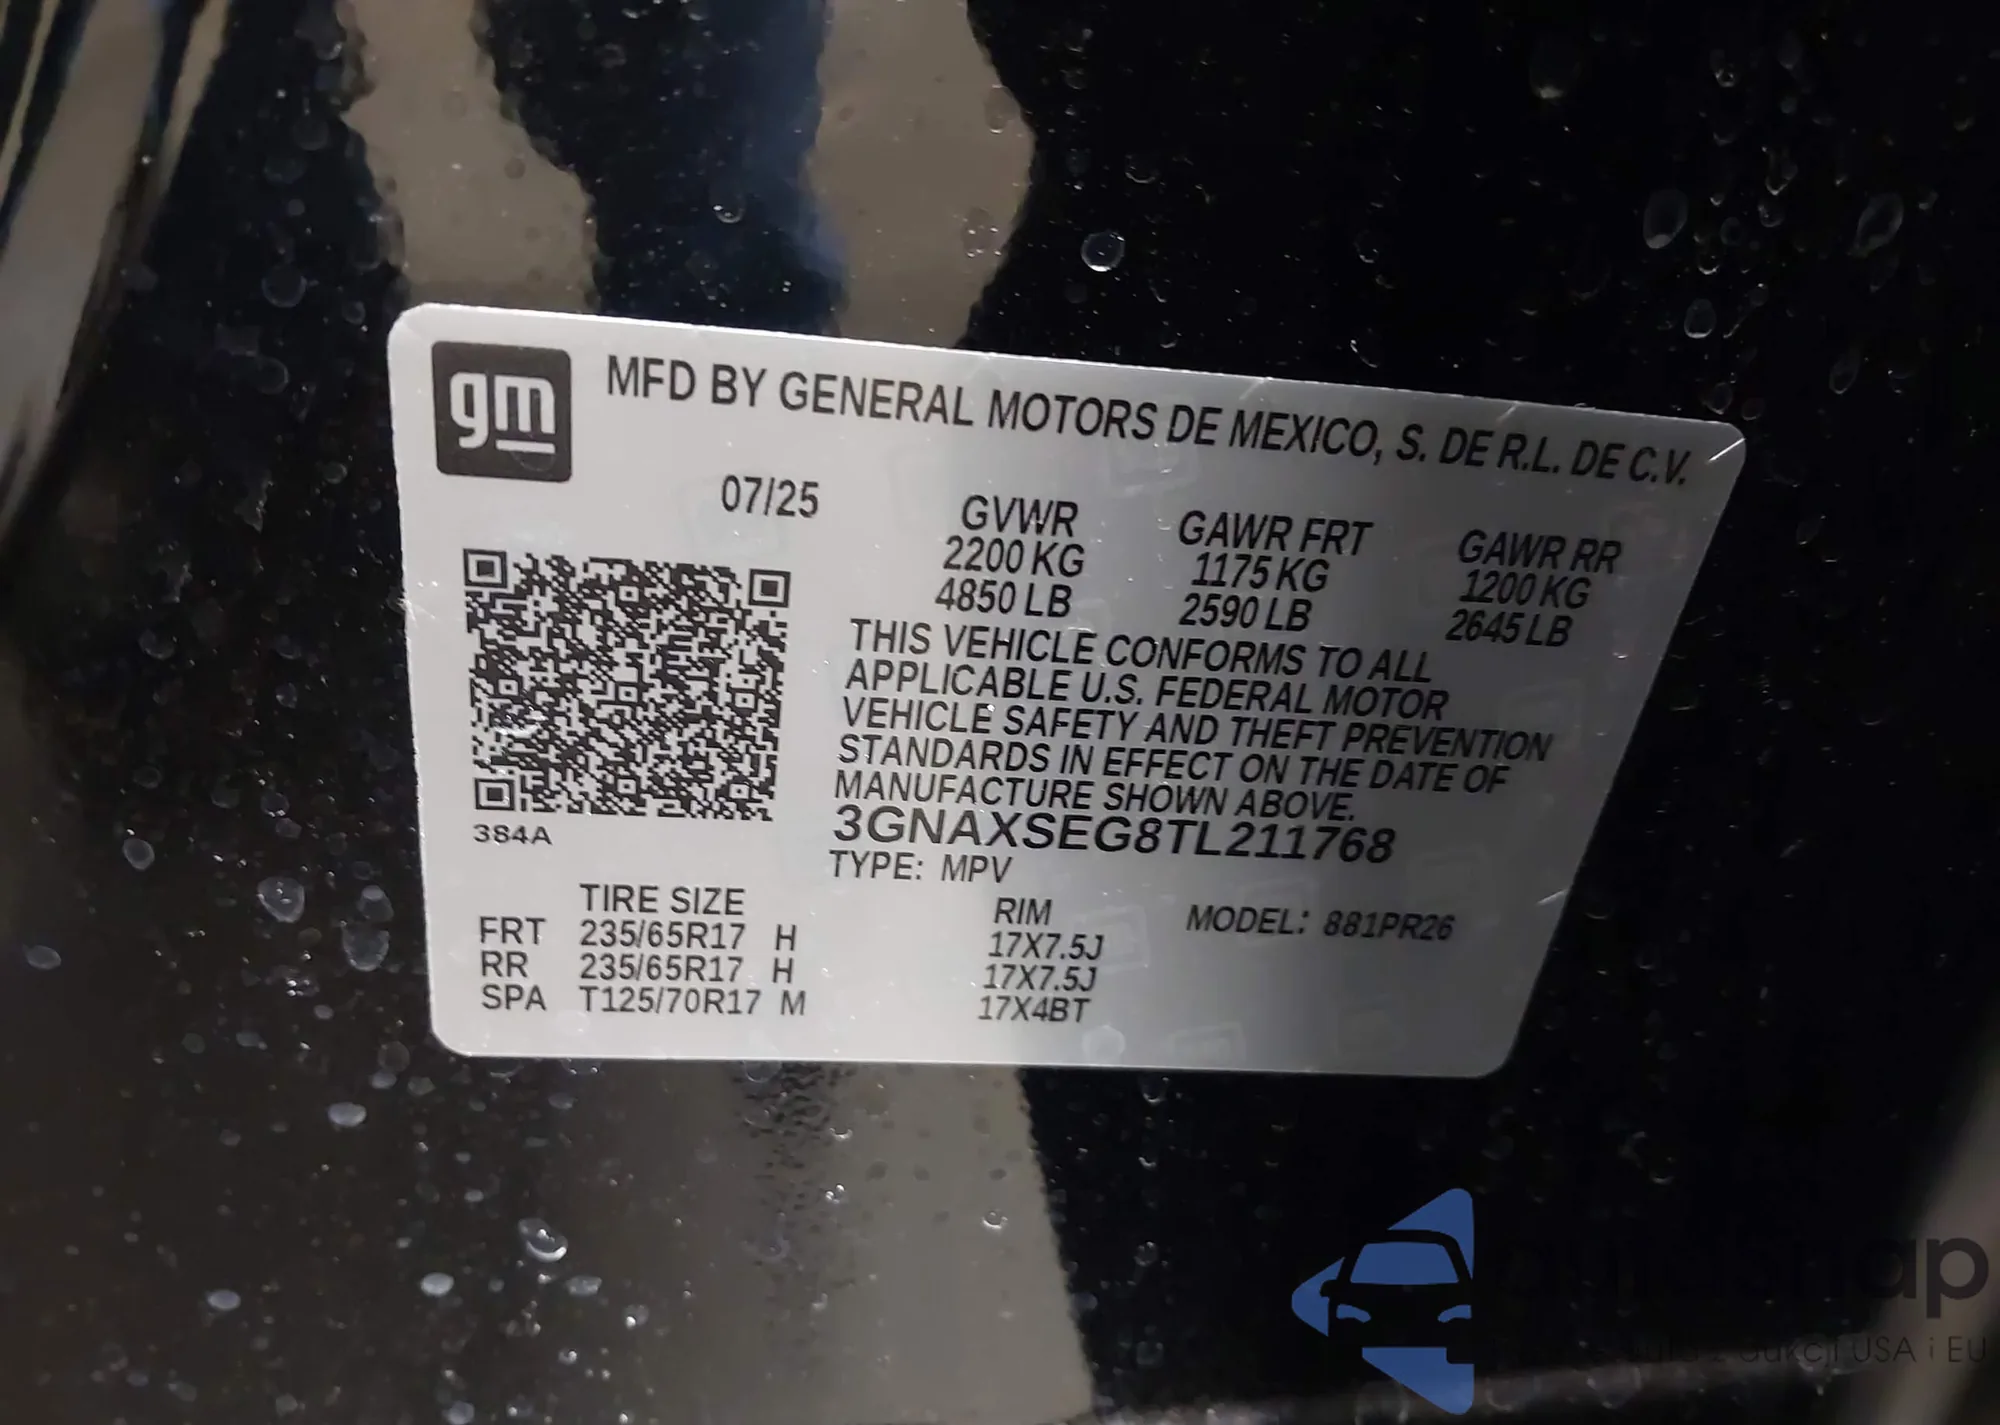 gm
MFD BY GENERAL MOTORS DE MEXICO, S. DE R.L. DE C.V.
07/25
GVWR GAWR FRT GAWR RR
2200 KG 1175 KG 1200 KG
4850 LB 2590 LB 2645 LB
THIS VEHICLE CONFORMS TO ALL
APPLICABLE U.S. FEDERAL MOTOR
VEHICLE SAFETY AND THEFT PREVENTION
STANDARDS IN EFFECT ON THE DATE OF
MANUFACTURE SHOWN ABOVE.
3GNAXSEG8TL211768
384A
TYPE: MPV
TIRE SIZE RIM MODEL: 881PR26
FRT 235/65R17 H 17X7.5J
RR 235/65R17 H 17X7.5J
SPA T125/70R17 M 17X4BT
USA i EU